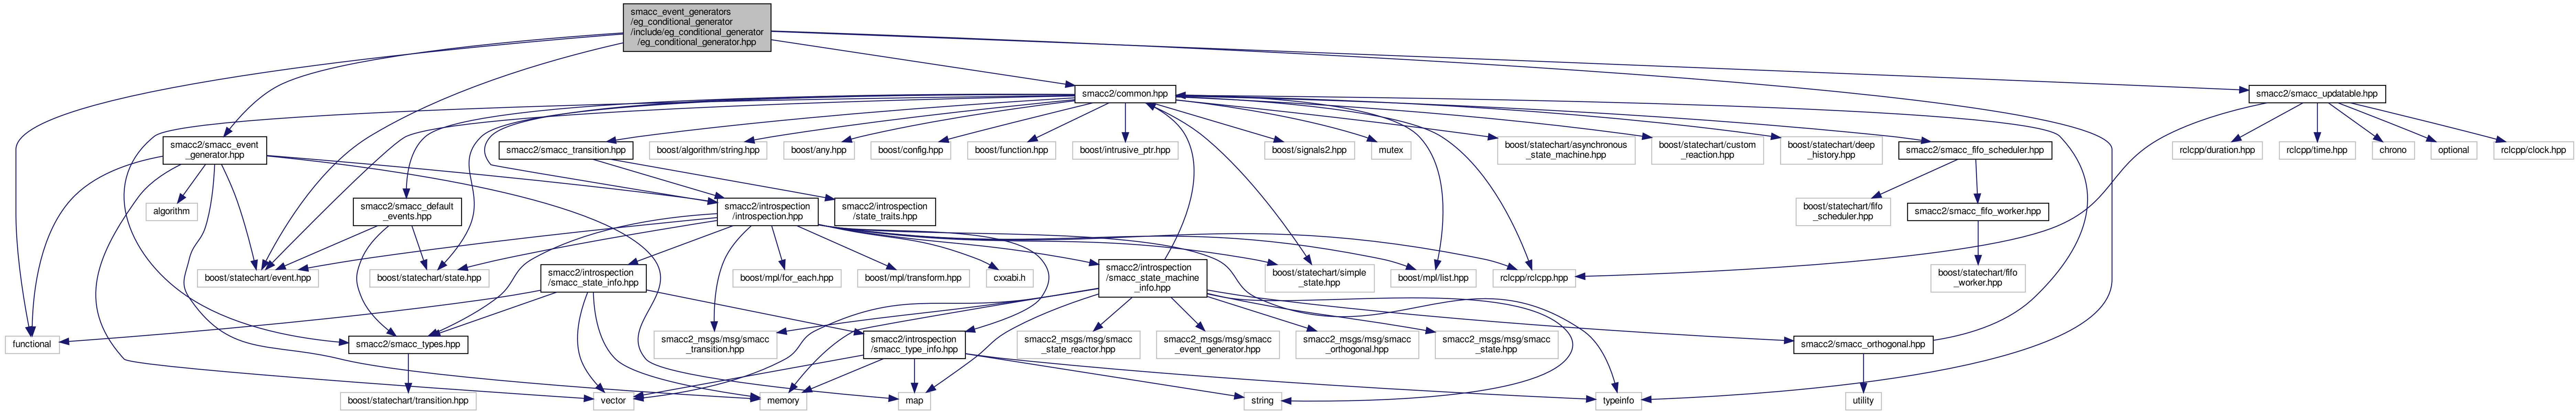 smacc_event_generators
/eg_conditional_generator
/include/eg_conditional_generator
/eg_conditional_generator.hpp
smacc2/common.hpp
smacc2/smacc_updatable.hpp
smacc2/smacc_event
_generator.hpp
smacc2/smacc_transition.hpp
boost/algorithm/string.hpp
boost/any.hpp
boost/config.hpp
boost/function.hpp
boost/intrusive_ptr.hpp
boost/signals2.hpp
mutex
boost/statechart/asynchronous
_state_machine.hpp
boost/statechart/custom
_reaction.hpp
boost/statechart/deep
_history.hpp
smacc2/smacc_fifo_scheduler.hpp
rclcpp/duration.hpp
rclcpp/time.hpp
chrono
optional
rclcpp/clock.hpp
algorithm
smacc2/smacc_default
_events.hpp
smacc2/introspection
/introspection.hpp
smacc2/introspection
/state_traits.hpp
boost/statechart/fifo
_scheduler.hpp
smacc2/smacc_fifo_worker.hpp
boost/statechart/event.hpp
boost/statechart/state.hpp
smacc2/introspection
/smacc_state_info.hpp
boost/mpl/for_each.hpp
boost/mpl/transform.hpp
cxxabi.h
smacc2/introspection
/smacc_state_machine
_info.hpp
boost/statechart/simple
_state.hpp
boost/mpl/list.hpp
rclcpp/rclcpp.hpp
boost/statechart/fifo
_worker.hpp
functional
smacc2/smacc_types.hpp
smacc2_msgs/msg/smacc
_transition.hpp
smacc2/introspection
/smacc_type_info.hpp
smacc2_msgs/msg/smacc
_state_reactor.hpp
smacc2_msgs/msg/smacc
_event_generator.hpp
smacc2_msgs/msg/smacc
_orthogonal.hpp
smacc2_msgs/msg/smacc
_state.hpp
smacc2/smacc_orthogonal.hpp
boost/statechart/transition.hpp
vector
memory
map
string
typeinfo
utility